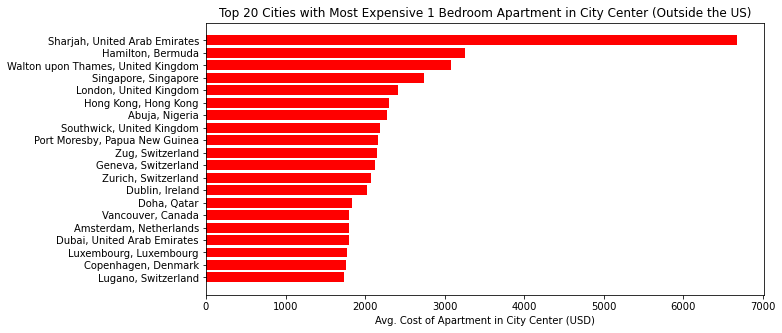 Top 20 Cities with Most Expensive 1 Bedroom Apartment in City Center (Outside the US)
Sharjah, United Arab Emirates
Hamilton, Bermuda
Walton upon Thames, United Kingdom
Singapore, Singapore
London, United Kingdom
Hong Kong, Hong Kong
Abuja, Nigeria
Southwick, United Kingdom
Port Moresby, Papua New Guinea
Zug, Switzerland
Geneva, Switzerland
Zurich, Switzerland
Dublin, Ireland
Doha, Qatar
Vancouver, Canada
Amsterdam, Netherlands
Dubai, United Arab Emirates
Luxembourg, Luxembourg
Copenhagen, Denmark
Lugano, Switzerland
0 1000 2000 3000 4000 5000 6000 7000
Avg. Cost of Apartment in City Center (USD)